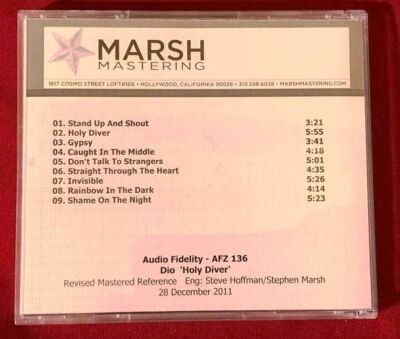 MARSH
MASTERING
1617 COSMO STREET LOFT#106 • HOLLYWOOD, CALIFORNIA 90028 • 310.598.6038 • MARSHMASTERING.COM
01. Stand Up And Shout 3:21
02. Holy Diver 5:55
03. Gypsy 3:41
04. Caught In The Middle 4:18
05. Don't Talk To Strangers 5:01
06. Straight Through The Heart 4:35
07. Invisible 5:26
08. Rainbow In The Dark 4:14
09. Shame On The Night 5:23
Audio Fidelity - AFZ 136
Dio 'Holy Diver'
Revised Mastered Reference Eng: Steve Hoffman/Stephen Marsh
28 December 2011